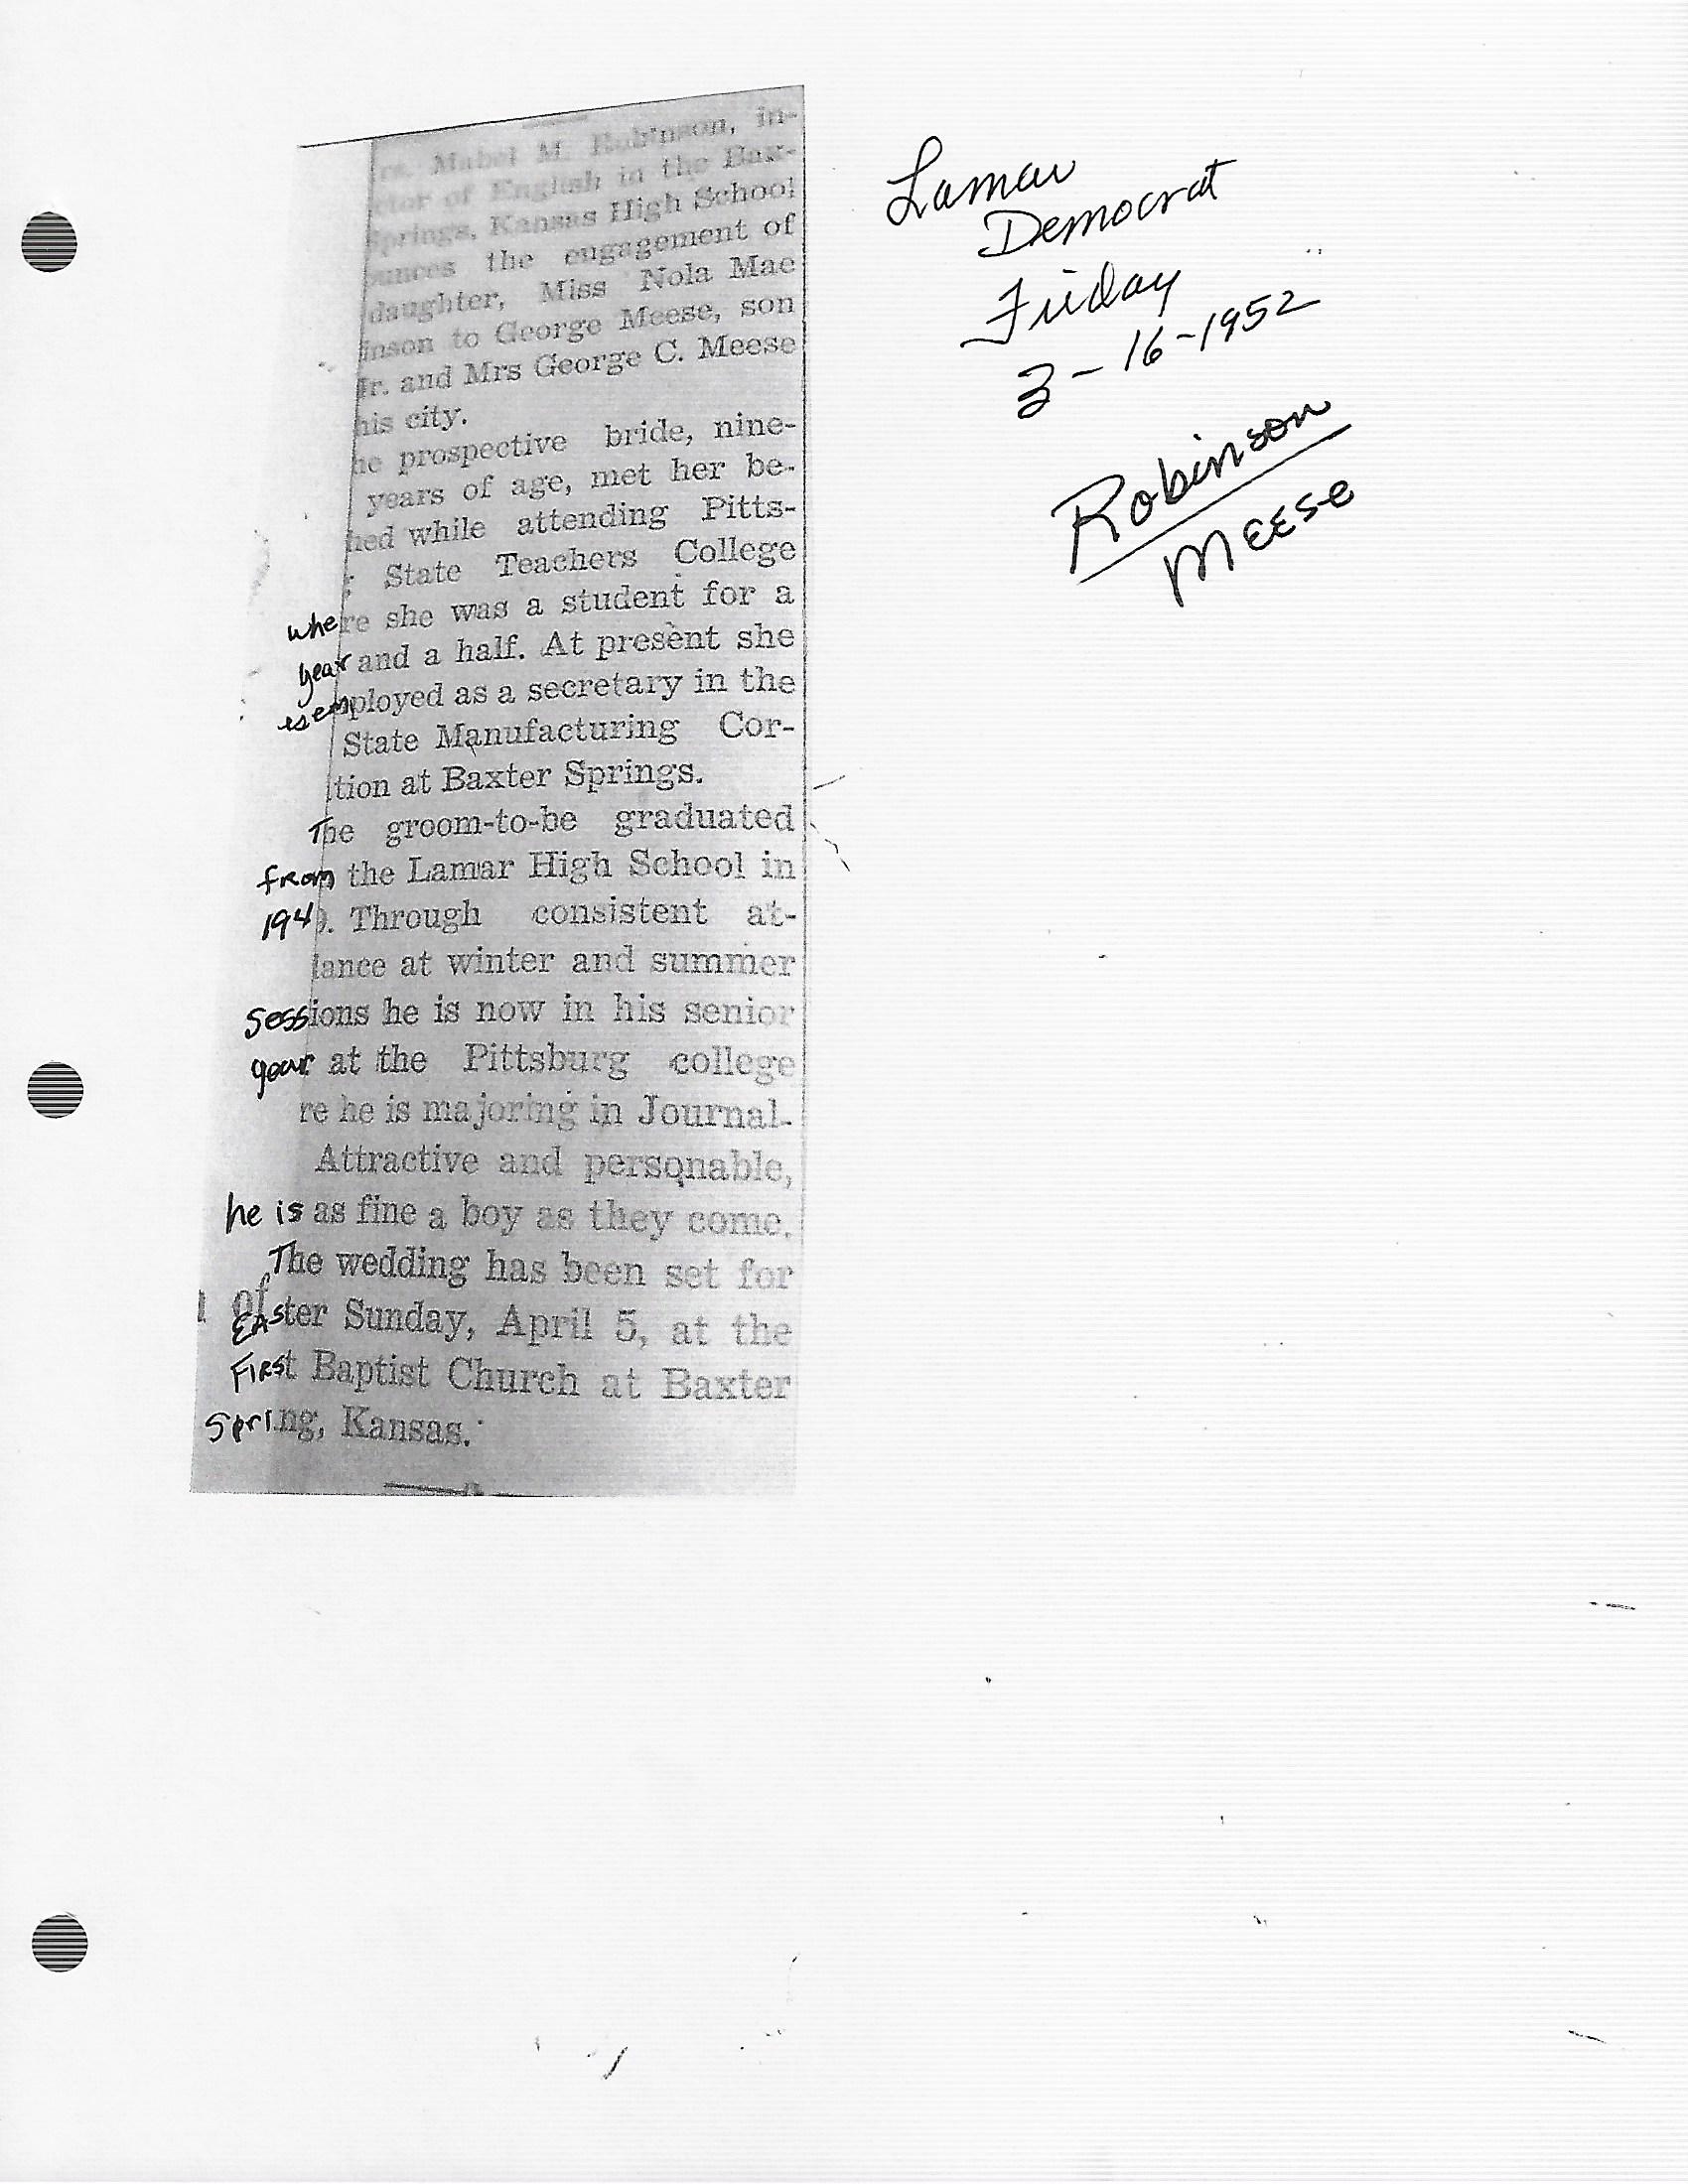 rs. Mabel M. Robinson, in-
ctor of English in the Bax-
Springs, Kansas High School
ounces the engagement of
daughter, Miss Nola Mae
inson to George Meese, son
Mr. and Mrs George C. Meese
his city.
he prospective bride, nine-
years of age, met her be-
hed while attending Pitts-
State Teachers College
where she was a student for a
year and a half. At present she
is employed as a secretary in the
State Manufacturing Cor-
tion at Baxter Springs.
The groom-to-be graduated
from the Lamar High School in
1949. Through consistent at-
dance at winter and summer
sessions he is now in his senior
year at the Pittsburg college
re he is majoring in Journal-
Attractive and personable,
he is as fine a boy as they come.
The wedding has been set for
of
Easter Sunday, April 5, at the
First Baptist Church at Baxter
Spring, Kansas.
Lamar
Democrat
Friday
3-16-1952
Robinson
Meese